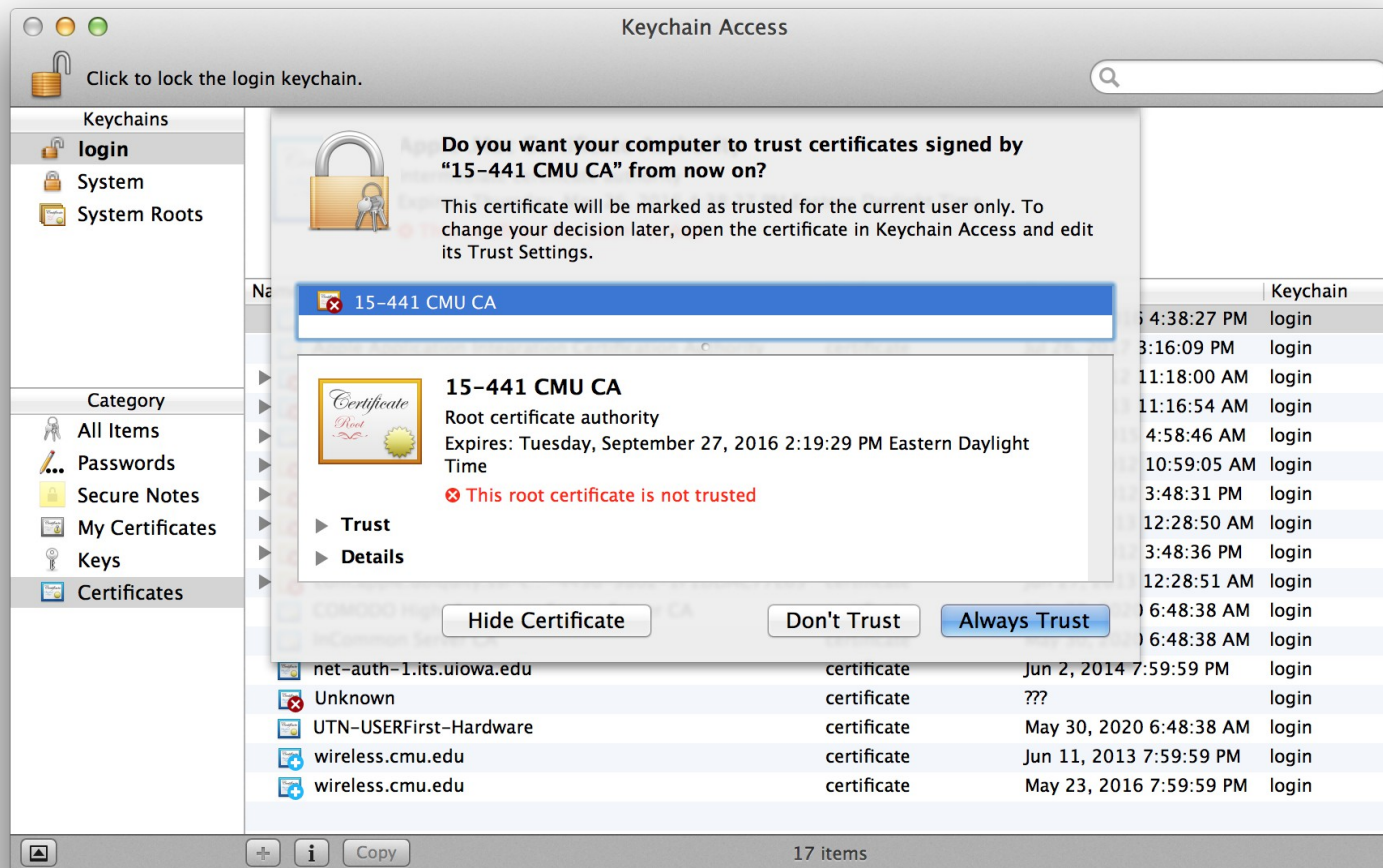 Keychain Access
Click to lock the login keychain.
Keychains
login
System
System Roots
Category
All Items
Passwords
Secure Notes
My Certificates
Keys
Certificates
Do you want your computer to trust certificates signed by
“15-441 CMU CA” from now on?
This certificate will be marked as trusted for the current user only. To
change your decision later, open the certificate in Keychain Access and edit
its Trust Settings.
15-441 CMU CA
Certificate
Root
15-441 CMU CA
Root certificate authority
Expires: Tuesday, September 27, 2016 2:19:29 PM Eastern Daylight
Time
This root certificate is not trusted
Trust
Details
Hide Certificate
Don't Trust
Always Trust
Na
Keychain
4:38:27 PM login
3:16:09 PM login
11:18:00 AM login
11:16:54 AM login
4:58:46 AM login
10:59:05 AM login
3:48:31 PM login
12:28:50 AM login
3:48:36 PM login
12:28:51 AM login
6:48:38 AM login
6:48:38 AM login
net-auth-1.its.uiowa.edu certificate Jun 2, 2014 7:59:59 PM login
Unknown certificate ??? login
UTN-USERFirst-Hardware certificate May 30, 2020 6:48:38 AM login
wireless.cmu.edu certificate Jun 11, 2013 7:59:59 PM login
wireless.cmu.edu certificate May 23, 2016 7:59:59 PM login
Copy
17 items